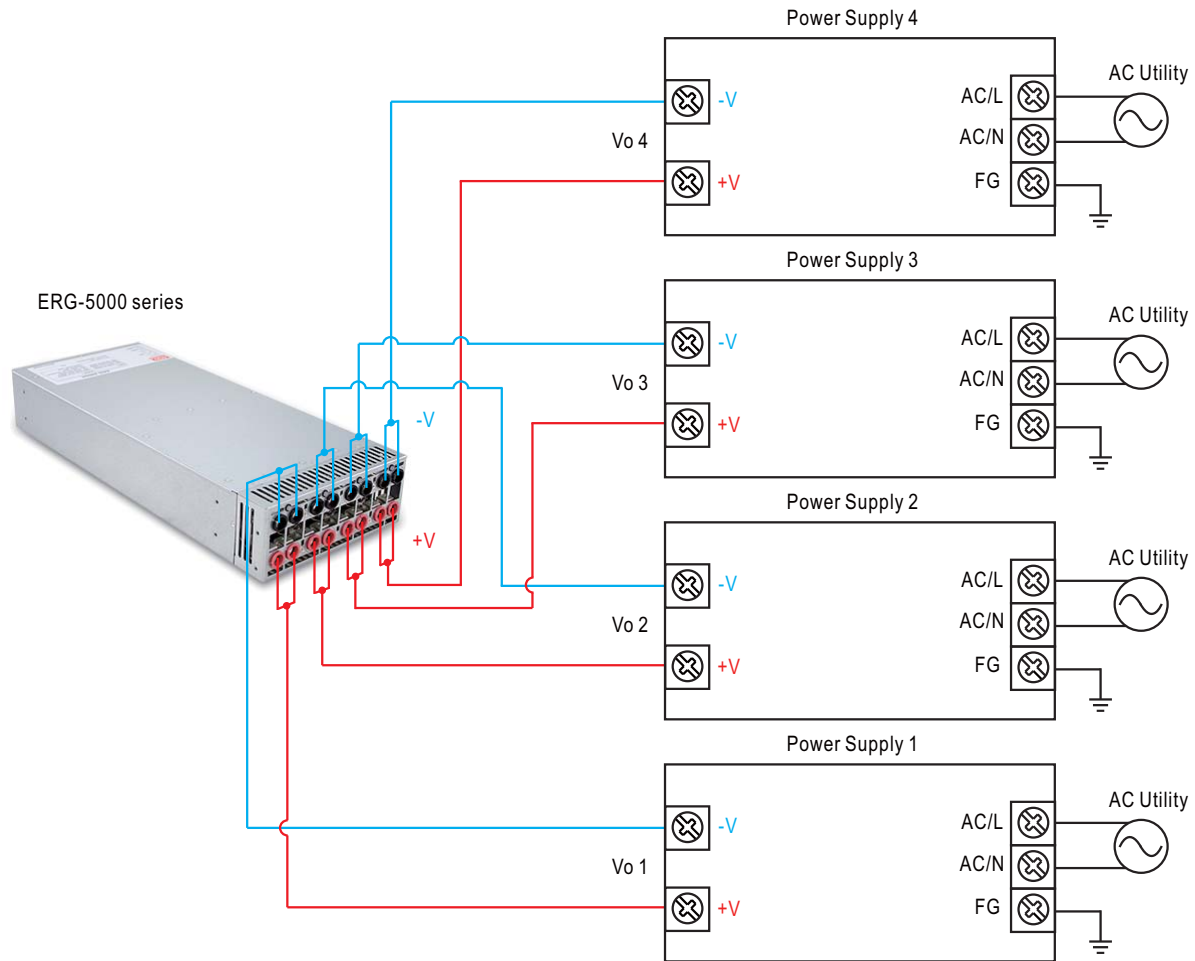 Power Supply 4
AC Utility
-V
AC/L
Vo 4
AC/N
+V
FG
Power Supply 3
ERG-5000 series
AC Utility
-V
AC/L
Vo 3
AC/N
+V
FG
-V
+V
Power Supply 2
AC Utility
-V
AC/L
Vo 2
AC/N
+V
FG
Power Supply 1
AC Utility
-V
AC/L
Vo 1
AC/N
+V
FG